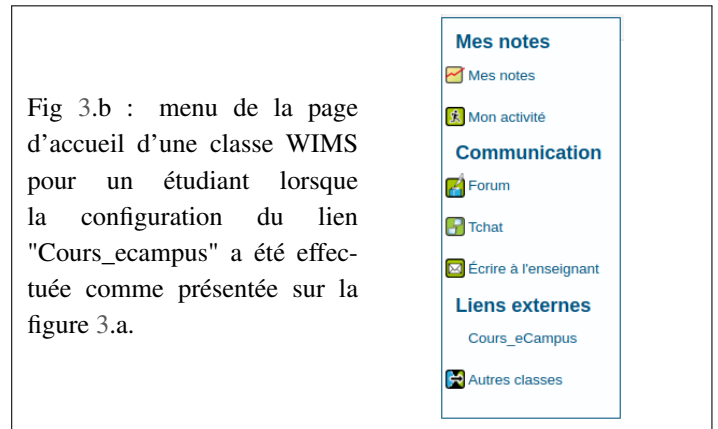 Fig 3.b : menu de la page
d'accueil d'une classe WIMS
pour un étudiant lorsque
la configuration du lien
"Cours_ecampus" a été effec-
tuée comme présentée sur la
figure 3.a.
Mes notes
Mes notes
Mon activité
Communication
Forum
Tchat
Écrire à l'enseignant
Liens externes
Cours_eCampus
Autres classes